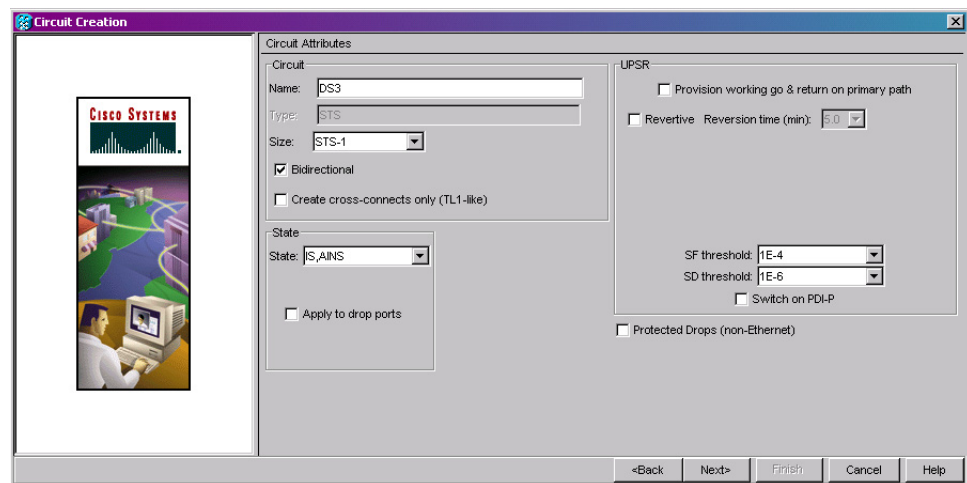 Circuit Creation
CISCO SYSTEMS
Circuit Attributes
Circuit
Name: DS3
Type: STS
Size: STS-1
Bidirectional
Create cross-connects only (TL1-like)
State
State: IS,AINS
Apply to drop ports
UPSR
Provision working go & return on primary path
Revertive Reversion time (min): 5.0
SF threshold: 1E-4
SD threshold: 1E-6
Switch on PDI-P
Protected Drops (non-Ethernet)
<Back Next> Finish Cancel Help